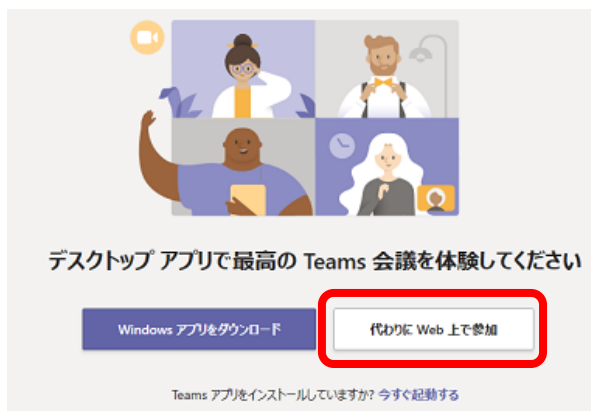 デスクトップ アプリで最高の Teams 会議を体験してください
Windows アプリをダウンロード
代わりに Web 上で参加
Teams アプリをインストールしていますか? 今すぐ起動する